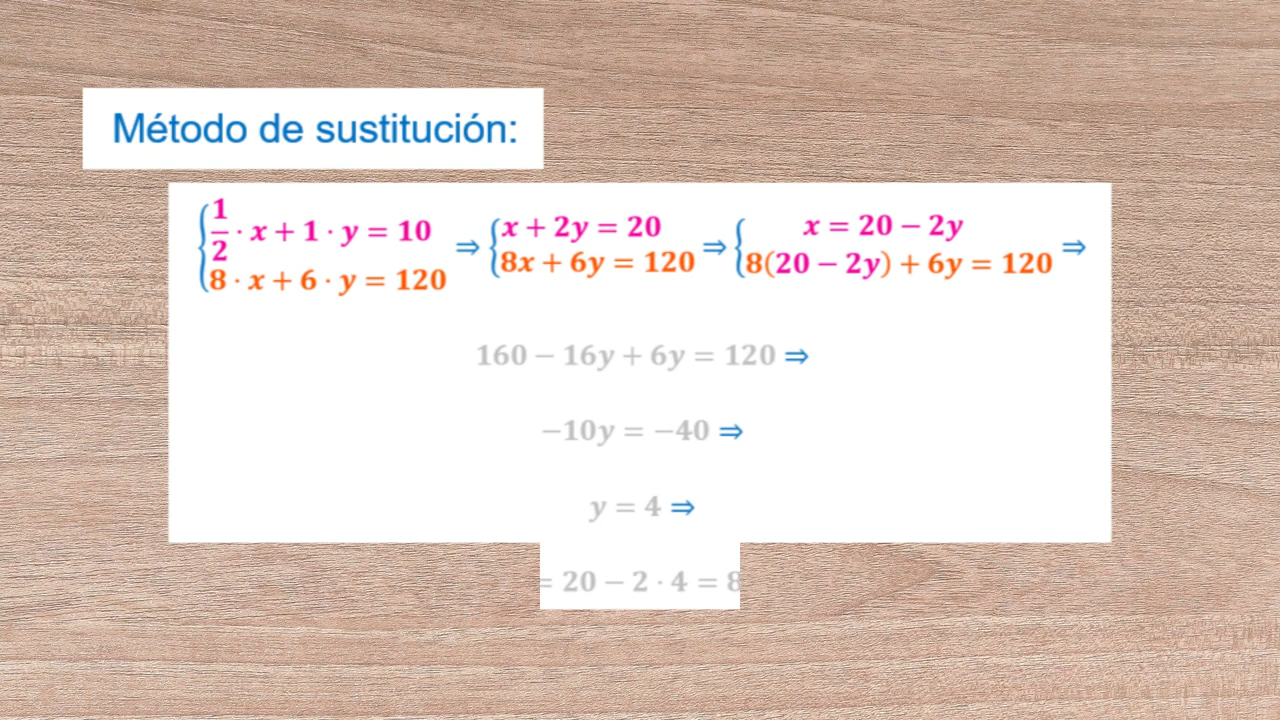 Método de sustitución:
{1/2 · x + 1 · y = 10
8 · x + 6 · y = 120 ⇒ {x + 2y = 20
8x + 6y = 120 ⇒ {x = 20 − 2y
8(20 − 2y) + 6y = 120 ⇒
160 − 16y + 6y = 120 ⇒
−10y = −40 ⇒
y = 4 ⇒
= 20 − 2 · 4 = 8